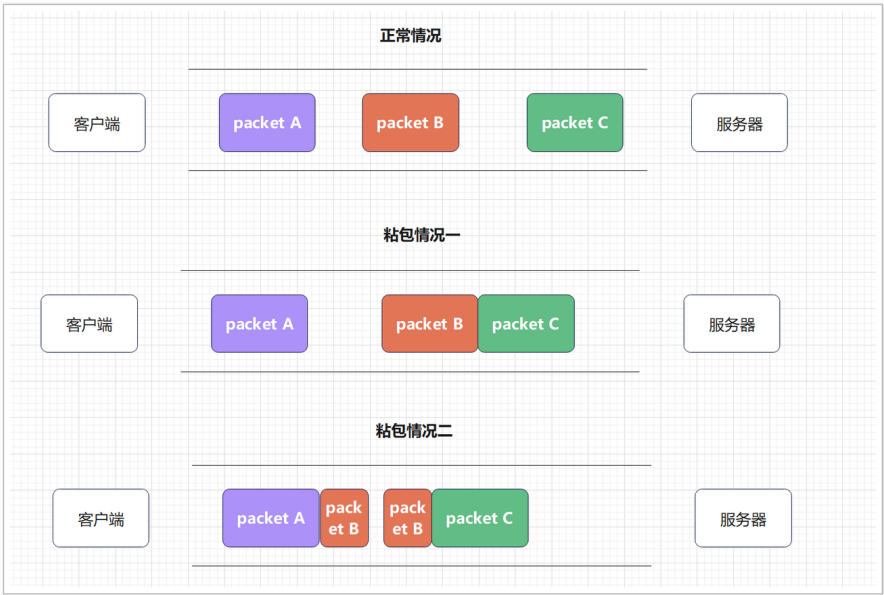 正常情况
客户端
packet A
packet B
packet C
服务器
粘包情况一
客户端
packet A
packet B
packet C
服务器
粘包情况二
客户端
packet A
pack
et B
pack
et B
packet C
服务器